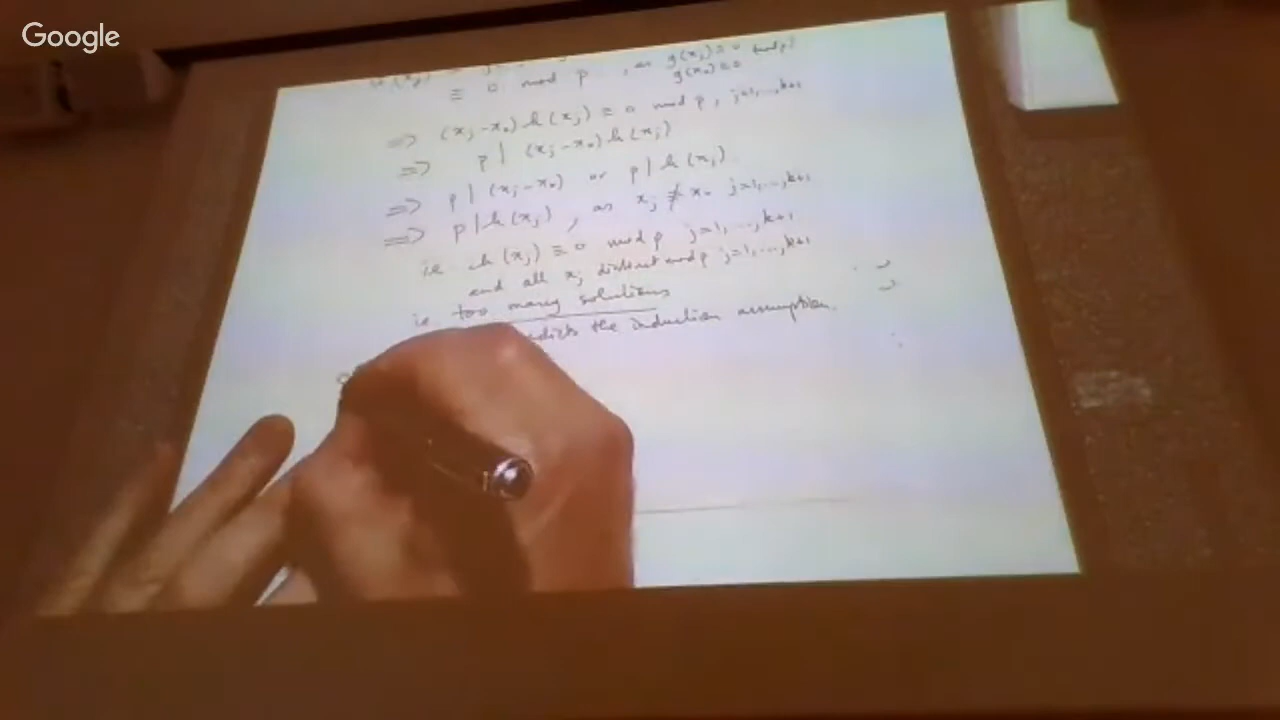 Google
≡ 0 mod p , as g(x_j) ≡ 0 mod p
g(x_0) ≡ 0
⇒ (x_j - x_0) h(x_j) ≡ 0 mod p , j=1,...,k+1
⇒ p | (x_j - x_0) h(x_j)
⇒ p | (x_j - x_0) or p | h(x_j)
⇒ p | h(x_j) , as x_j ≢ x_0 j=1,...,k+1
ie h(x_j) ≡ 0 mod p j=1,...,k+1
and all x_j distinct mod p j=1,...,k+1
ie too many solutions
the induction assumption.